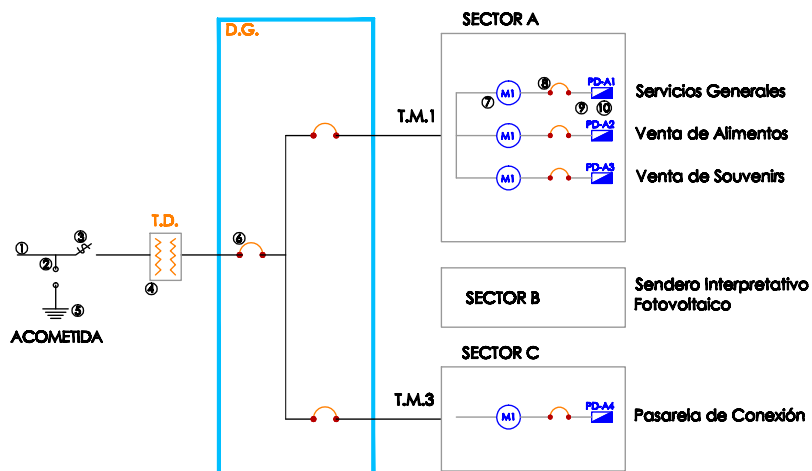 SECTOR A
D.G.
⑧
PD-A1
Servicios Generales
⑦
M1
⑨ ⑩
T.M.1
PD-A2
M1
Venta de Alimentos
PD-A3
M1
Venta de Souvenirs
T.D.
①
③
⑥
②
④
⑤
ACOMETIDA
SECTOR B
Sendero Interpretativo
Fotovoltaico
SECTOR C
T.M.3
PD-A4
M1
Pasarela de Conexión